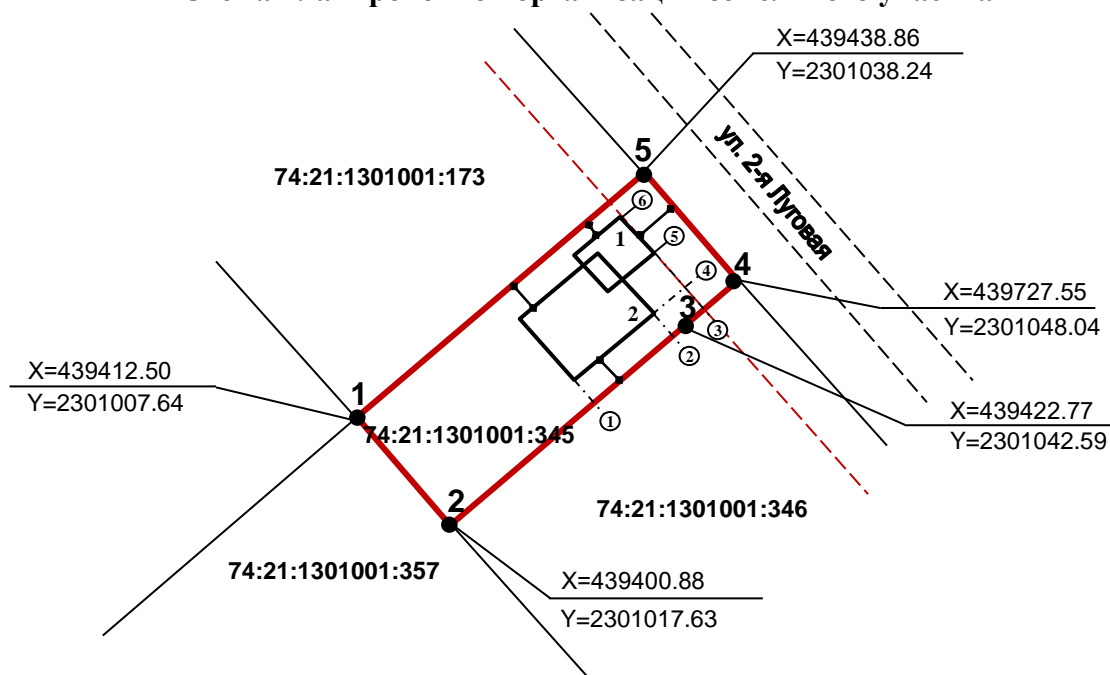 X=439438.86
Y=2301038.24
ул. 2-я Луговая
5
74:21:1301001:173
6
1
5
4
4
X=439727.55
Y=2301048.04
3
2
3
2
X=439412.50
Y=2301007.64
1
X=439422.77
Y=2301042.59
1
74:21:1301001:345
2
74:21:1301001:346
74:21:1301001:357
X=439400.88
Y=2301017.63